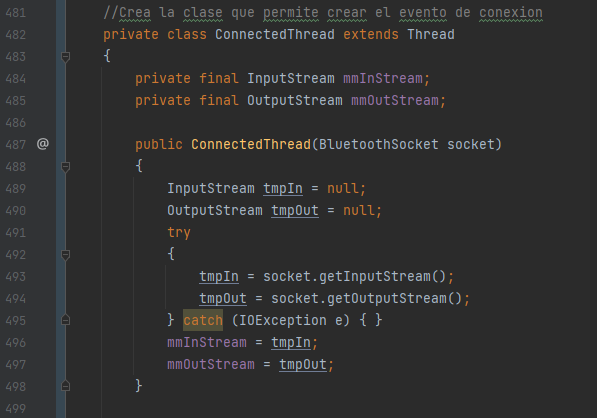 481 //Crea la clase que permite crear el evento de conexion
482 private class ConnectedThread extends Thread
483 {
484 private final InputStream mmInStream;
485 private final OutputStream mmOutStream;
486
487 @ public ConnectedThread(BluetoothSocket socket)
488 {
489 InputStream tmpIn = null;
490 OutputStream tmpOut = null;
491 try
492 {
493 tmpIn = socket.getInputStream();
494 tmpOut = socket.getOutputStream();
495 } catch (IOException e) { }
496 mmInStream = tmpIn;
497 mmOutStream = tmpOut;
498 }
499